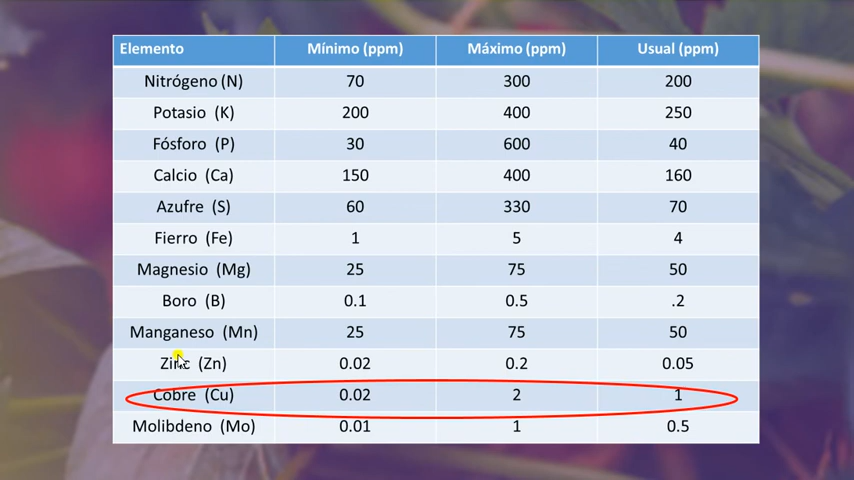 Elemento Mínimo (ppm) Máximo (ppm) Usual (ppm)
Nitrógeno (N) 70 300 200
Potasio (K) 200 400 250
Fósforo (P) 30 600 40
Calcio (Ca) 150 400 160
Azufre (S) 60 330 70
Fierro (Fe) 1 5 4
Magnesio (Mg) 25 75 50
Boro (B) 0.1 0.5 .2
Manganeso (Mn) 25 75 50
Zinc (Zn) 0.02 0.2 0.05
Cobre (Cu) 0.02 2 1
Molibdeno (Mo) 0.01 1 0.5